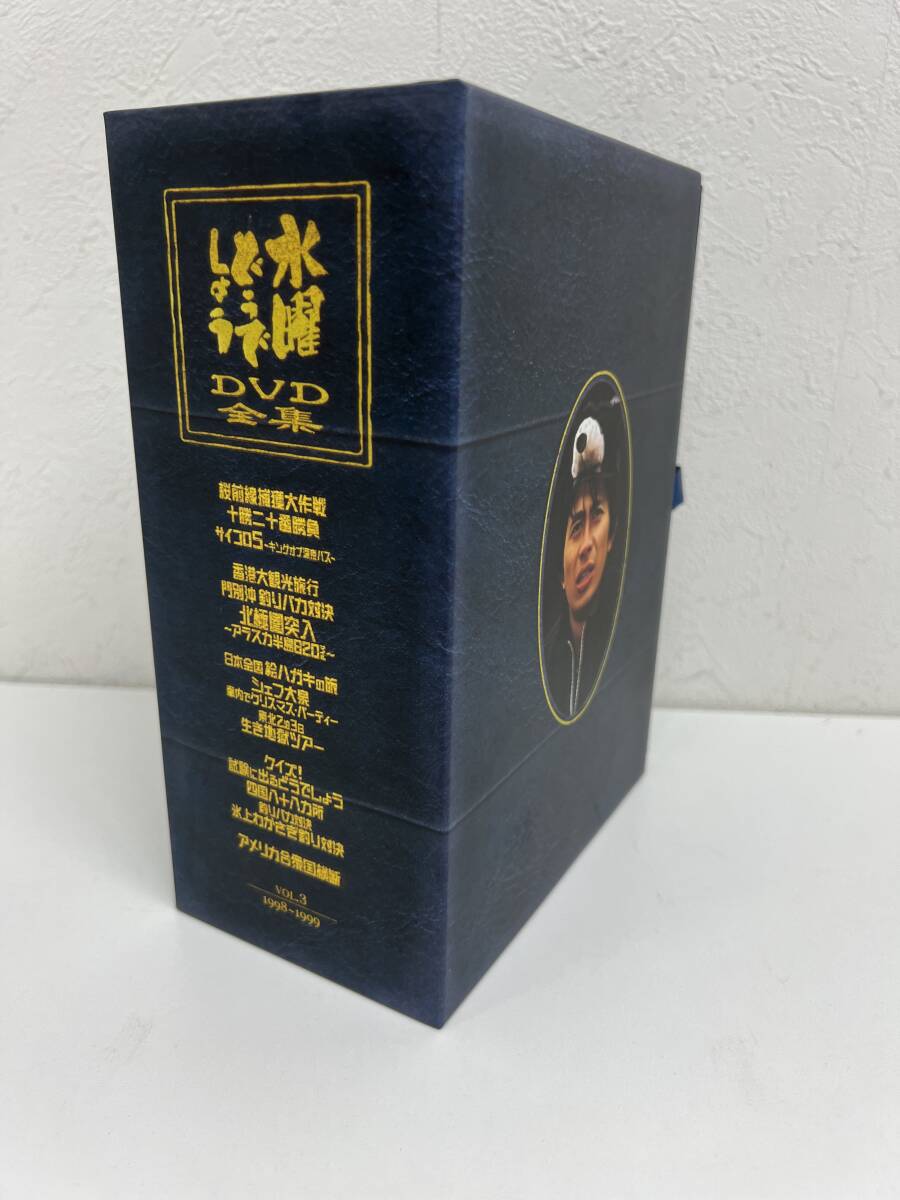 水曜
どうで
しょう
DVD
全集
桜前線捕獲大作戦
十勝二十番勝負
サイコロ5～キングオブ深夜バス～
香港大観光旅行
門別沖 釣りバカ対決
北極圏突入
～アラスカ半島620マイル～
日本全国 絵ハガキの旅
シェフ大泉
車内でクリスマス・パーティー
東北2泊3日
生き地獄ツアー
クイズ!
試験に出るどうでしょう
四国八十八カ所
釣りバカ対決
氷上わかさぎ釣り対決
アメリカ合衆国横断
VOL.3
1998~1999